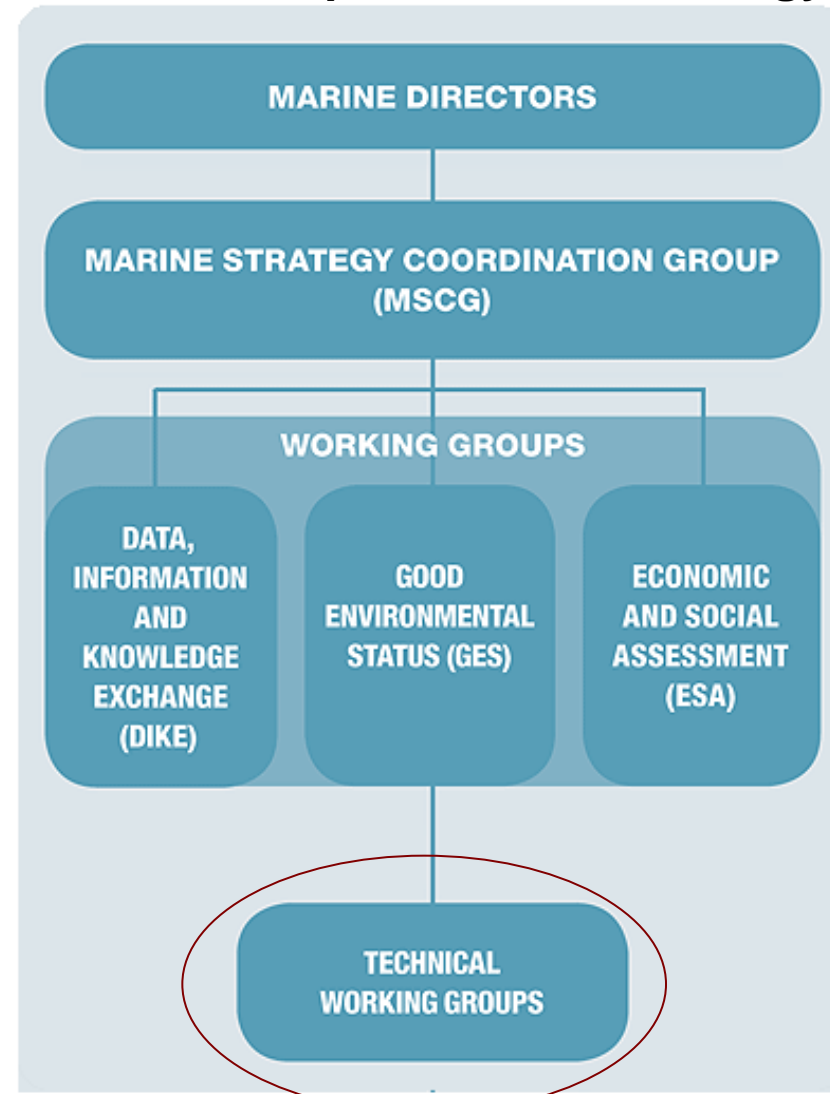 MARINE DIRECTORS
MARINE STRATEGY COORDINATION GROUP
(MSCG)
WORKING GROUPS
DATA,
INFORMATION
AND
KNOWLEDGE
EXCHANGE
(DIKE)
GOOD
ENVIRONMENTAL
STATUS (GES)
ECONOMIC
AND SOCIAL
ASSESSMENT
(ESA)
TECHNICAL
WORKING GROUPS